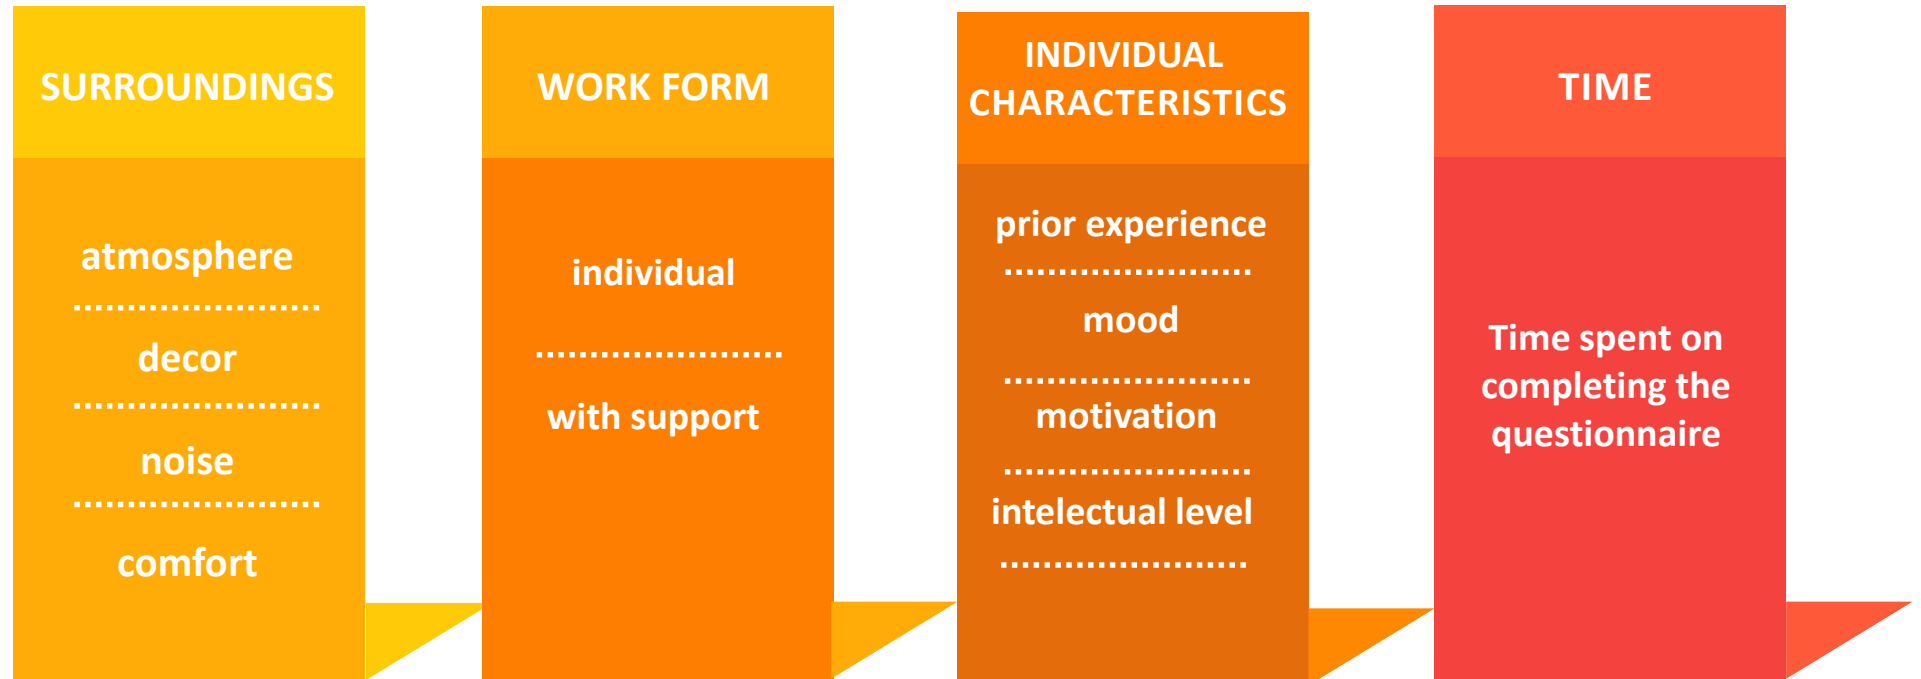 SURROUNDINGS
atmosphere
decor
noise
comfort
WORK FORM
individual
with support
INDIVIDUAL
CHARACTERISTICS
prior experience
mood
motivation
intelectual level
TIME
Time spent on
completing the
questionnaire